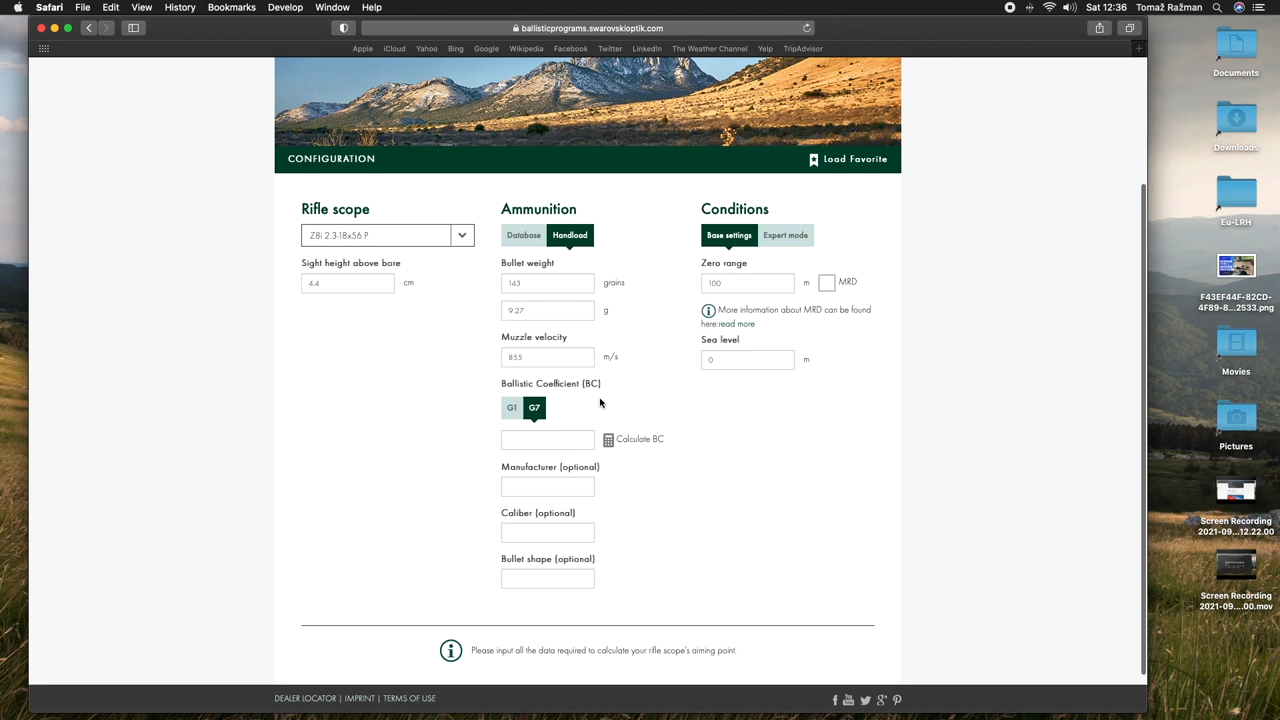 Safari File Edit View History Bookmarks Develop Window Help
Sat 12:36 Tomaž Ražnun
ballisticprograms.swarovskioptik.com
Apple iCloud Yahoo Bing Google Wikipedia Facebook Twitter LinkedIn The Weather Channel Yelp TripAdvisor
CONFIGURATION
Load Favorite
Rifle scope
Z8i 2.3-18x56 P
Sight height above bore
4.4 cm
Ammunition
Database Handload
Bullet weight
143 grains
9.27 g
Muzzle velocity
855 m/s
Ballistic Coefficient (BC)
G1 G7
Calculate BC
Manufacturer (optional)
Caliber (optional)
Bullet shape (optional)
Conditions
Base settings Expert mode
Zero range
100 m MRD
More information about MRD can be found
here:read more
Sea level
0 m
Please input all the data required to calculate your rifle scope's aiming point.
DEALER LOCATOR | IMPRINT | TERMS OF USE
Documents
Downloads
Eu-LRH
F43EF44F-82CD-
4F89-8...2533.png
Movies
Pictures
Screen Recording
2021-09...12.22.00
Screen Recording
2021-09....00.mov